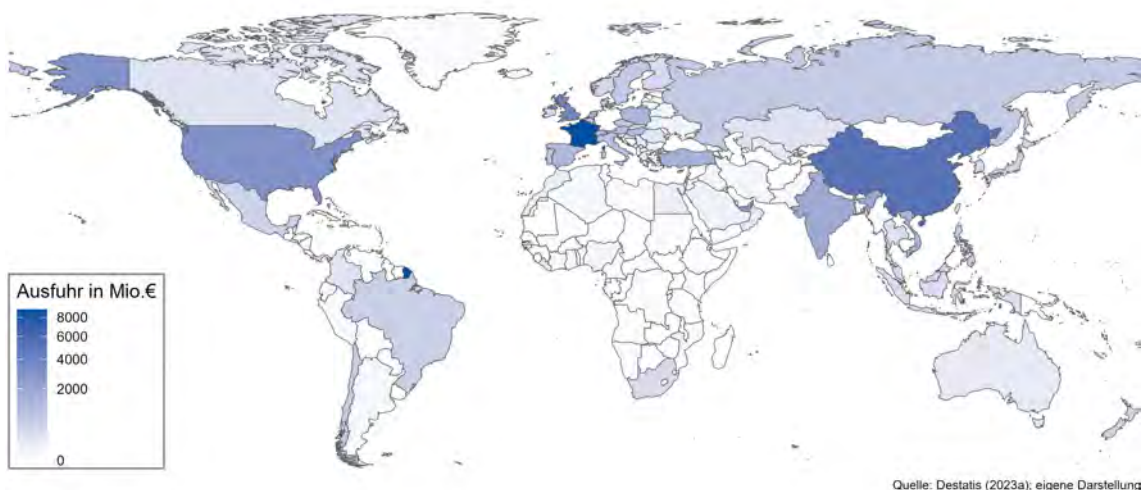 Ausfuhr in Mio.€
8000
6000
4000
2000
0
Quelle: Destatis (2023a); eigene Darstellung